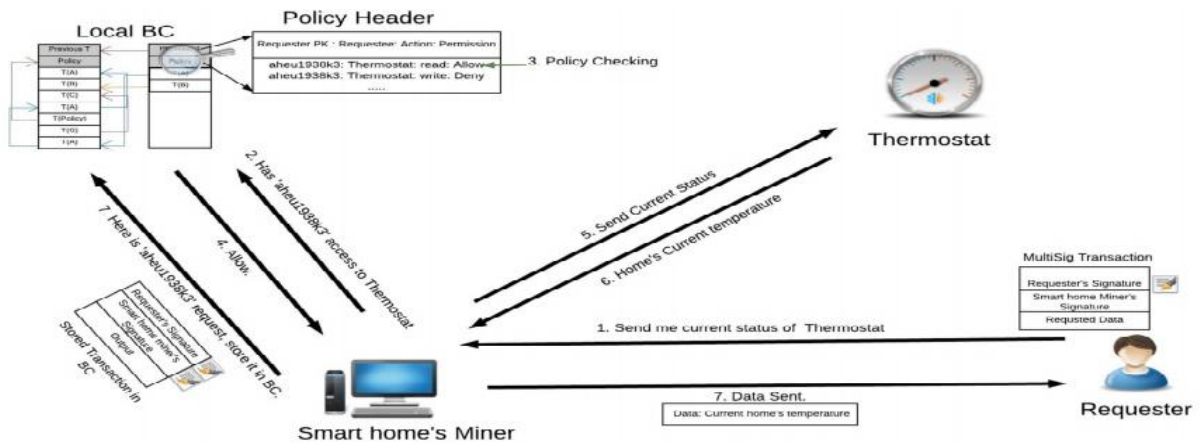 Local BC
Previous T
Policy
T(A)
T(B)
T(C)
T(A)
T(Policy)
T(A)
Policy
T(B)
Policy Header
Requester PK : Requestee: Action: Permission
aheu1938k3: Thermostat: read: Allow
aheu1938k3: Thermostat: write: Deny
.....
3. Policy Checking
Thermostat
2. Has 'aheu1938k3' access to Thermostat
4. Allow.
7 Here is 'aheu1938k3' request, store it in BC.
5. Send Current Status
6. Home's Current temperature
Requester's Signature
Smart home miner's
Signature
Output
Stored Transaction in
BC
MultiSig Transaction
Requester's Signature
Smart home Miner's
Signature
Requsted Data
1. Send me current status of Thermostat
7. Data Sent.
Data: Current home's temperature
Smart home's Miner
Requester